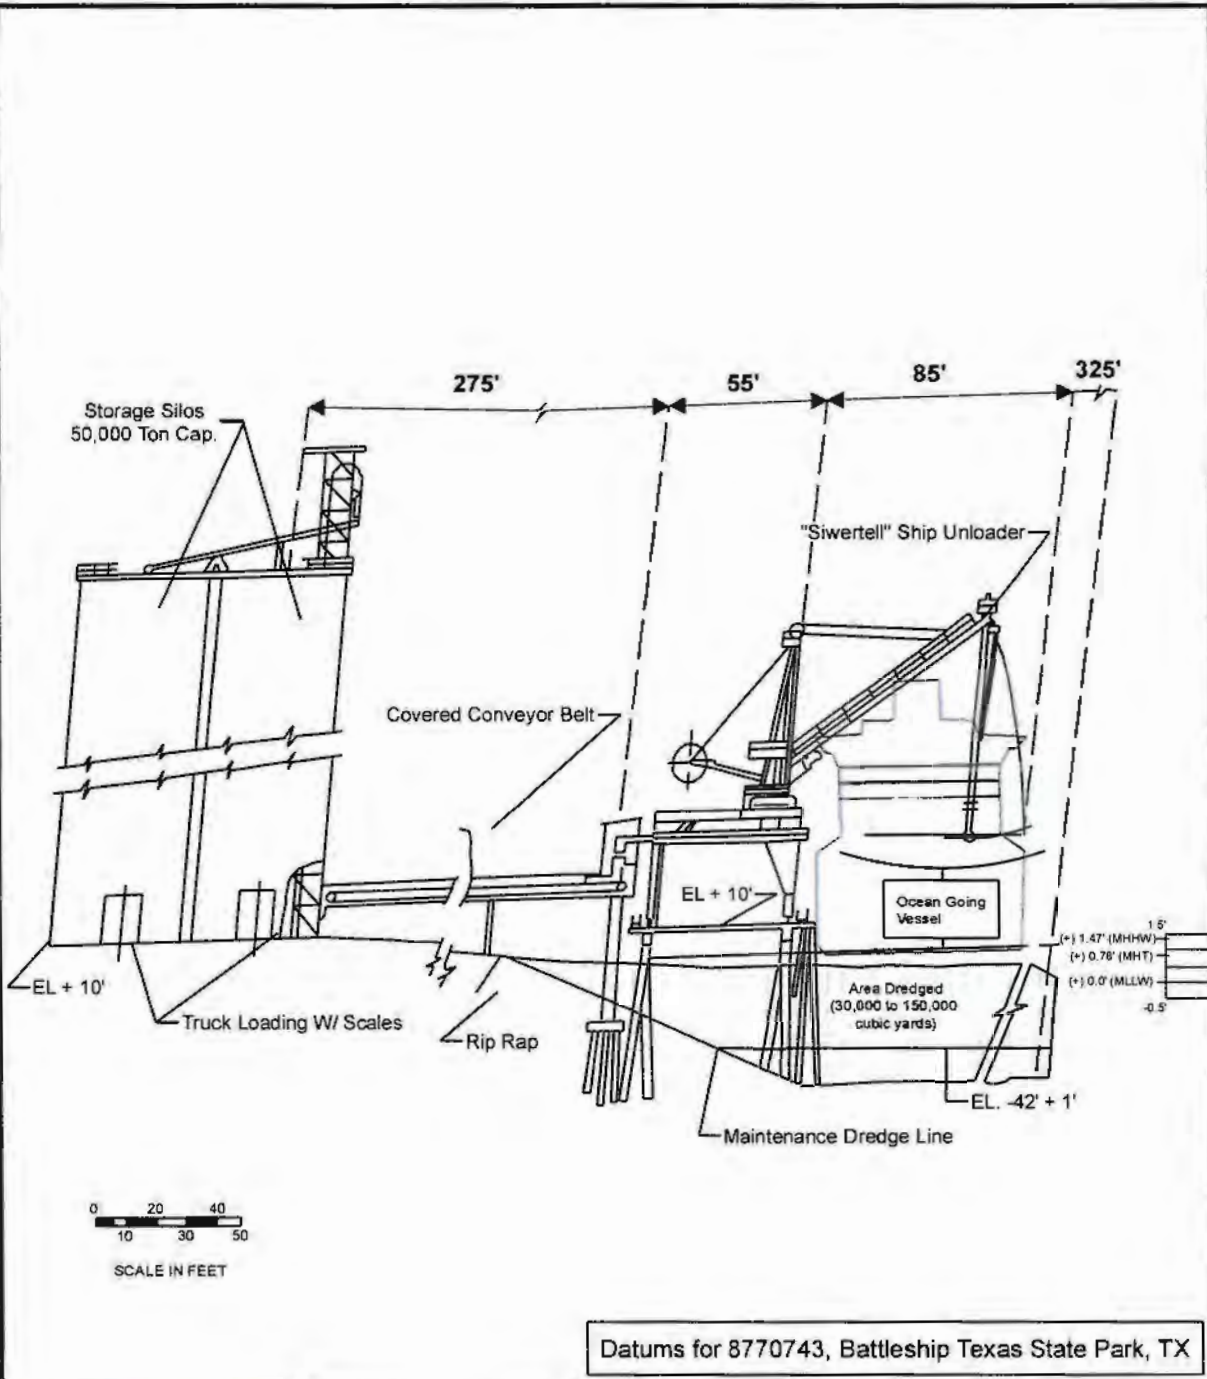 275'
55'
85'
325'
Storage Silos
50,000 Ton Cap.
"Siwertell" Ship Unloader
Covered Conveyor Belt
EL + 10'
Ocean Going
Vessel
1.5'
(+) 1.47' (MHHW)
(+) 0.76' (MHT)
(+) 0.0' (MLLW)
-0.5'
EL + 10'
Area Dredged
(30,000 to 150,000
cubic yards)
Truck Loading W/ Scales
Rip Rap
EL. -42' + 1'
Maintenance Dredge Line
0 20 40
10 30 50
SCALE IN FEET
Datums for 8770743, Battleship Texas State Park, TX